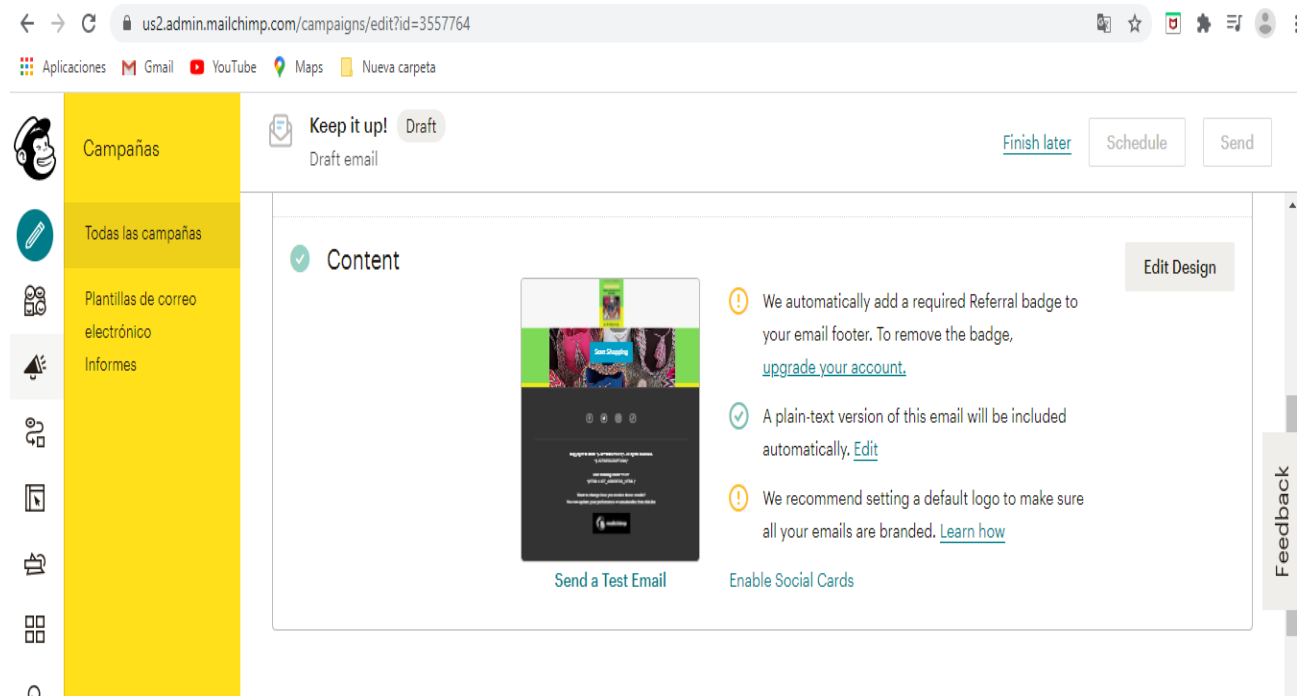 us2.admin.mailchimp.com/campaigns/edit?id=3557764
Aplicaciones Gmail YouTube Maps Nueva carpeta
Campañas
Todas las campañas
Plantillas de correo
electrónico
Informes
Keep it up! Draft
Draft email
Finish later Schedule Send
Content
Edit Design
Start Shopping
mailchimp
Send a Test Email
We automatically add a required Referral badge to
your email footer. To remove the badge,
upgrade your account.
A plain-text version of this email will be included
automatically. Edit
We recommend setting a default logo to make sure
all your emails are branded. Learn how
Enable Social Cards
Feedback